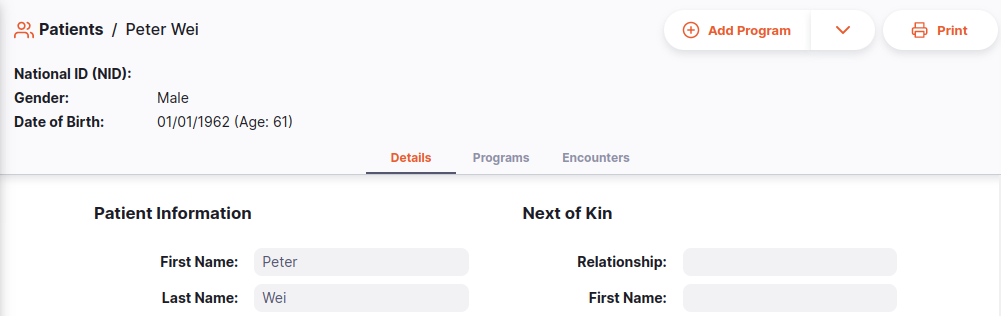 Patients / Peter Wei
Add Program
Print
National ID (NID):
Gender: Male
Date of Birth: 01/01/1962 (Age: 61)
Details Programs Encounters
Patient Information
Next of Kin
First Name: Peter
Relationship:
Last Name: Wei
First Name: